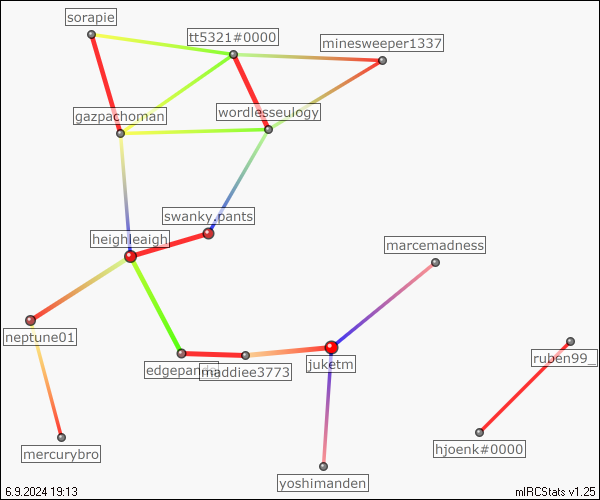 sorapie
tt5321#0000
minesweeper1337
gazpachoman
wordlesseulogy
swanky.pants
heighleaigh
marcemadness
neptune01
ruben99_
juketm
maddiee3773
mercurybro
hjoenk#0000
yoshimanden
6.9.2024 19:13
mIRCStats v1.25